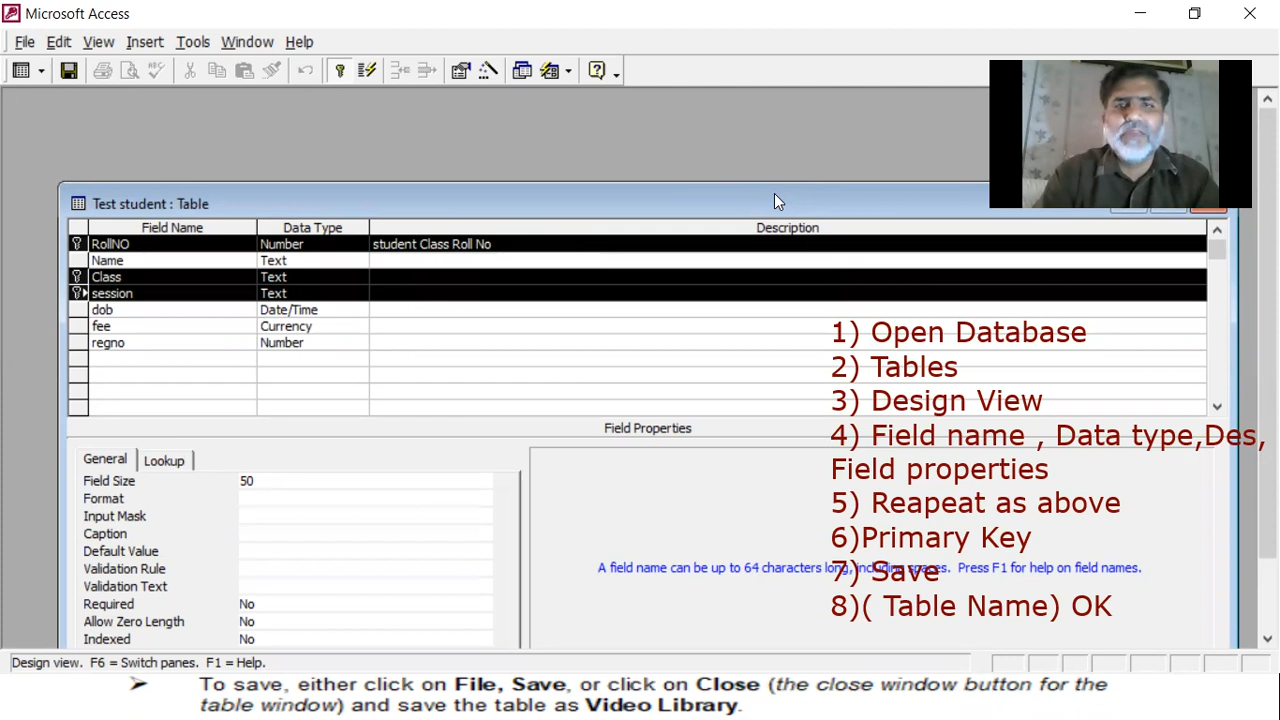 Microsoft Access
File Edit View Insert Tools Window Help
Test student : Table
Field Name Data Type Description
RollNO Number student Class Roll No
Name Text
Class Text
session Text
dob Date/Time
fee Currency
regno Number
Field Properties
General Lookup
Field Size 50
Format
Input Mask
Caption
Default Value
Validation Rule
Validation Text
Required No
Allow Zero Length No
Indexed No
A field name can be up to 64 characters long, including spaces. Press F1 for help on field names.
1) Open Database
2) Tables
3) Design View
4) Field name , Data type,Des,
Field properties
5) Reapeat as above
6)Primary Key
7) Save
8)( Table Name) OK
Design view. F6 = Switch panes. F1 = Help.
To save, either click on File, Save, or click on Close (the close window button for the
table window) and save the table as Video Library.